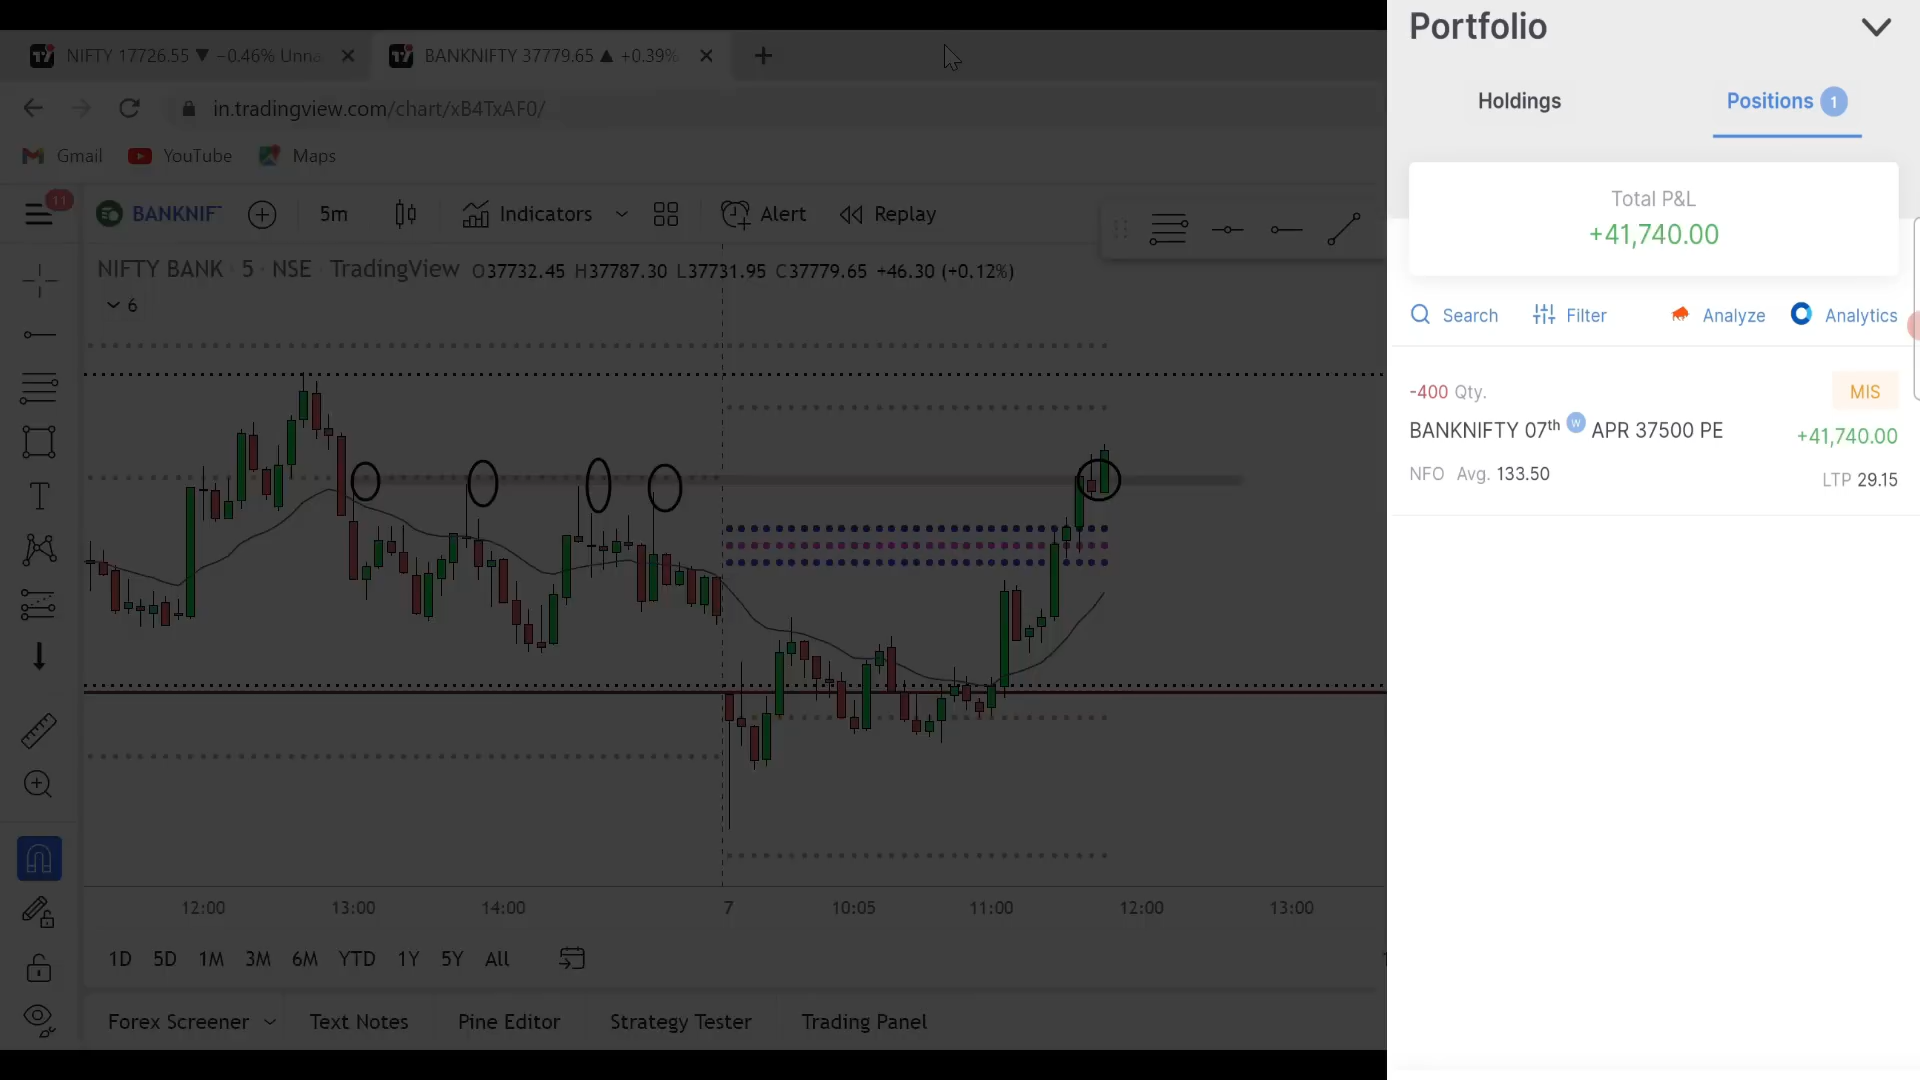 NIFTY 17726.55 ▼ −0.46% Unna
BANKNIFTY 37779.65 ▲ +0.39%
in.tradingview.com/chart/xB4TxAF0/
Gmail YouTube Maps
11
BANKNIF 5m Indicators Alert Replay
NIFTY BANK · 5 · NSE · TradingView O37732.45 H37787.30 L37731.95 C37779.65 +46.30 (+0.12%)
6
T
12:00 13:00 14:00 7 10:05 11:00 12:00 13:00
1D 5D 1M 3M 6M YTD 1Y 5Y All
Forex Screener Text Notes Pine Editor Strategy Tester Trading Panel
Portfolio
Holdings Positions 1
Total P&L
+41,740.00
Search Filter Analyze Analytics
-400 Qty. MIS
BANKNIFTY 07th W APR 37500 PE +41,740.00
NFO Avg. 133.50 LTP 29.15